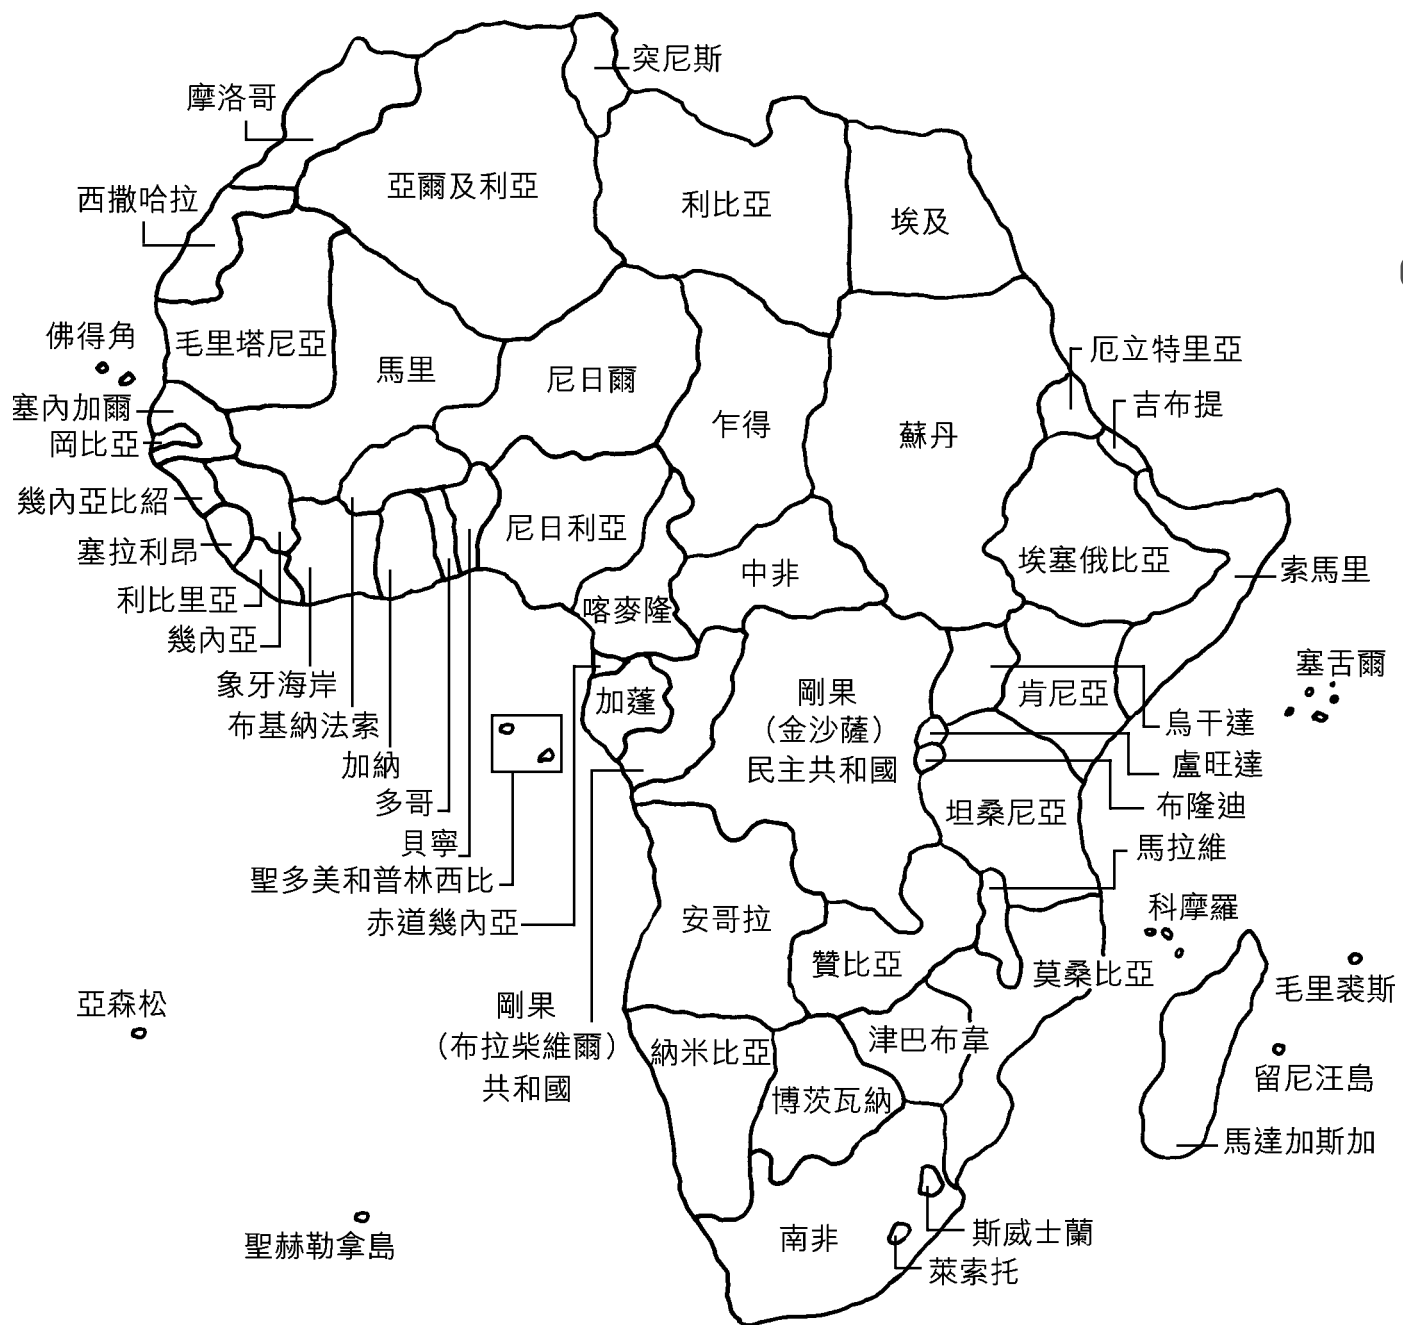 突尼斯
摩洛哥
亞爾及利亞
西撒哈拉
利比亞
埃及
佛得角
毛里塔尼亞
馬里
尼日爾
厄立特里亞
塞內加爾
吉布提
岡比亞
乍得
蘇丹
幾內亞比紹
尼日利亞
塞拉利昂
埃塞俄比亞
中非
索馬里
利比里亞
喀麥隆
幾內亞
塞舌爾
象牙海岸
加蓬
剛果
（金沙薩）
民主共和國
肯尼亞
布基納法索
烏干達
加納
盧旺達
多哥
布隆迪
坦桑尼亞
貝寧
馬拉維
聖多美和普林西比
赤道幾內亞
安哥拉
科摩羅
贊比亞
莫桑比亞
毛里裘斯
亞森松
剛果
（布拉柴維爾）
共和國
納米比亞
津巴布韋
留尼汪島
博茨瓦納
馬達加斯加
聖赫勒拿島
南非
斯威士蘭
萊索托